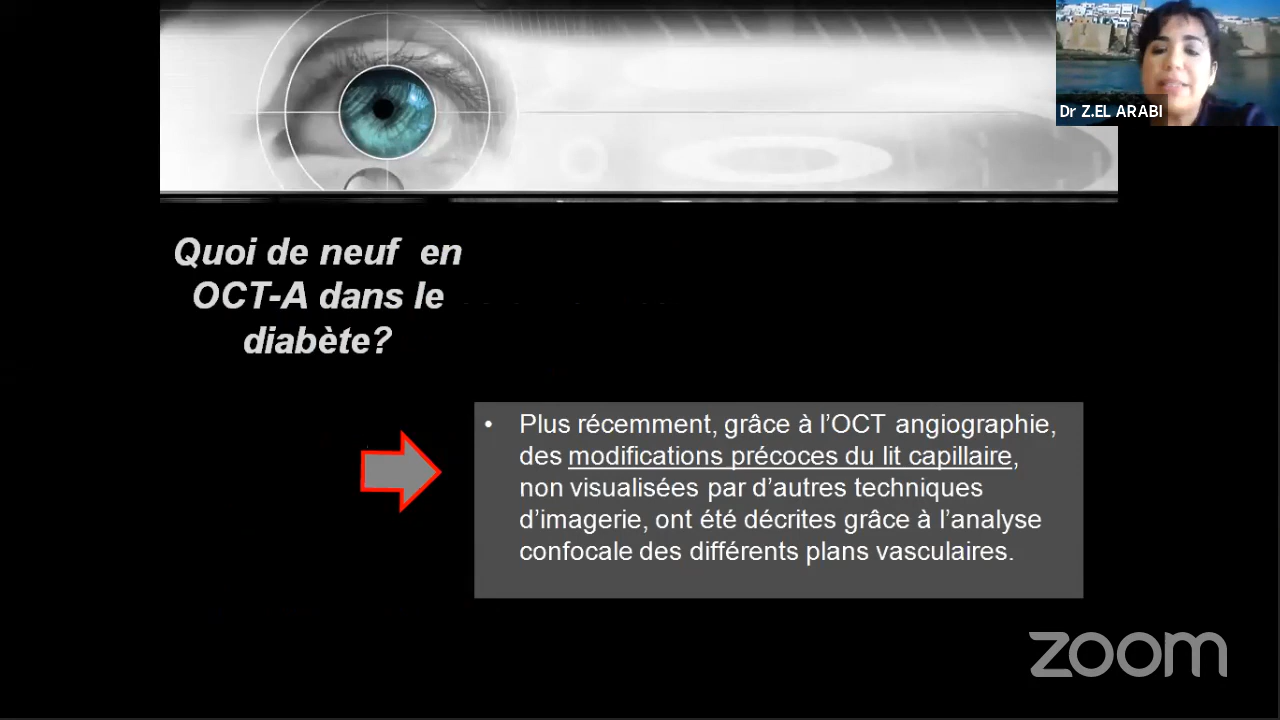 Dr Z.EL ARABI
Quoi de neuf en
OCT-A dans le
diabète?
• Plus récemment, grâce à l’OCT angiographie,
des modifications précoces du lit capillaire,
non visualisées par d’autres techniques
d’imagerie, ont été décrites grâce à l’analyse
confocale des différents plans vasculaires.
zoom